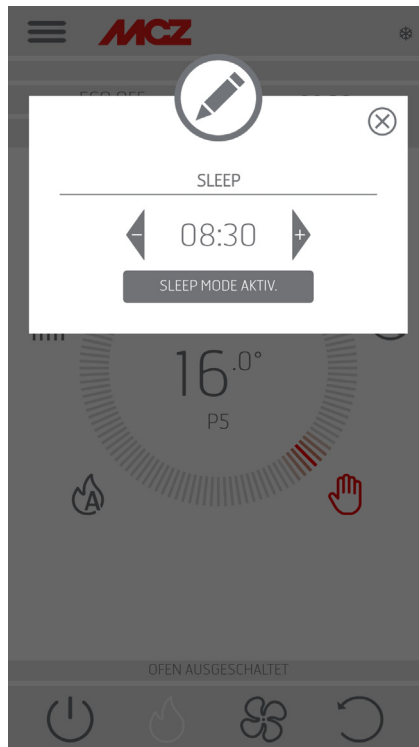 MCZ
SLEEP
- 08:30 +
SLEEP MODE AKTIV.
16.0°
P5
A
OFEN AUSGESCHALTET